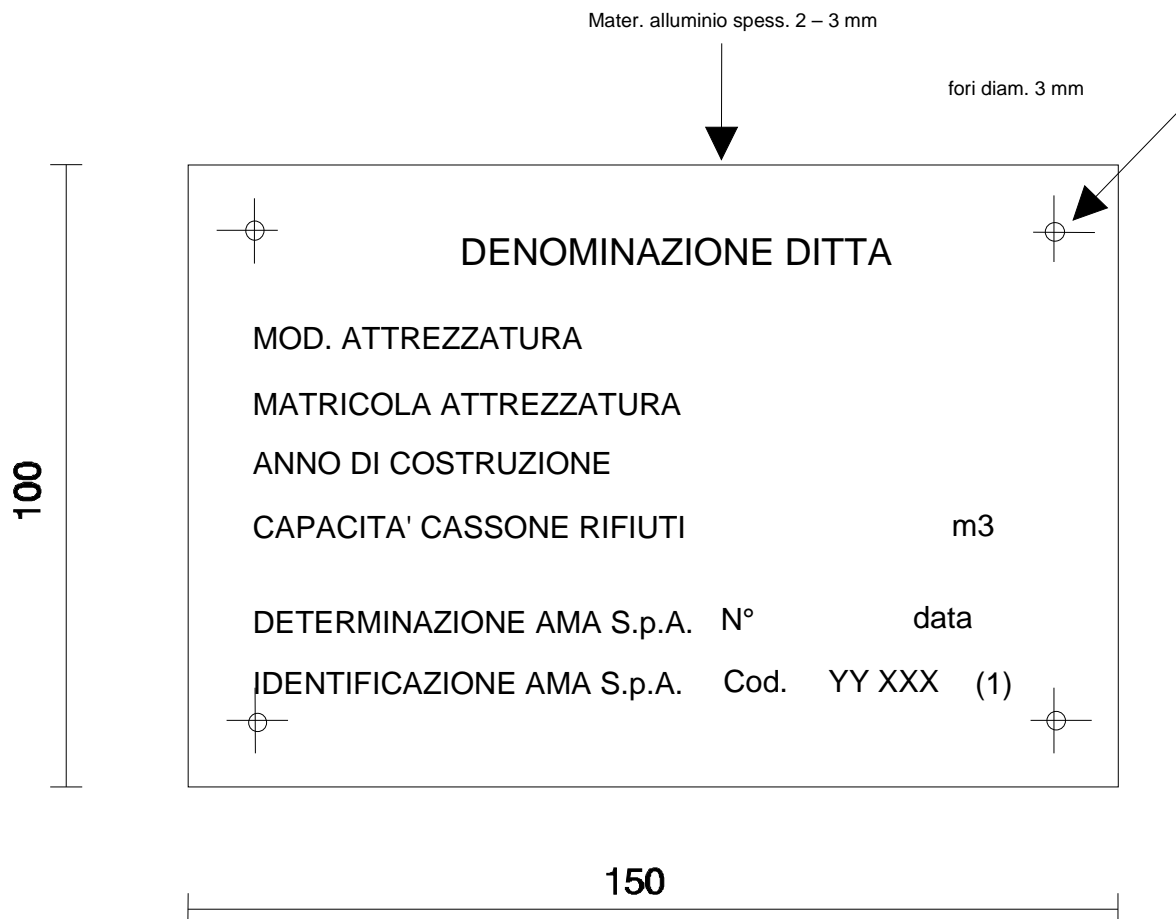 Mater. alluminio spess. 2 – 3 mm
fori diam. 3 mm
DENOMINAZIONE DITTA
MOD. ATTREZZATURA
MATRICOLA ATTREZZATURA
ANNO DI COSTRUZIONE
100
CAPACITA' CASSONE RIFIUTI m3
DETERMINAZIONE AMA S.p.A. N° data
IDENTIFICAZIONE AMA S.p.A. Cod. YY XXX (1)
150